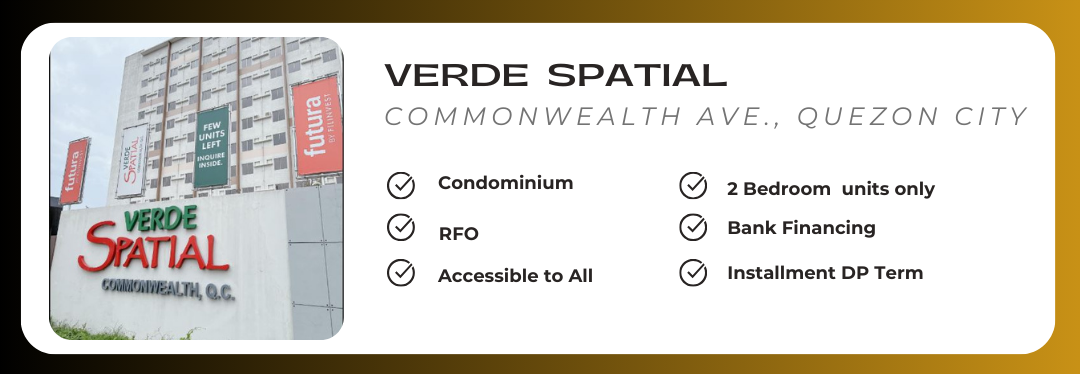 VERDE SPATIAL
COMMONWEALTH AVE., QUEZON CITY
Condominium
RFO
Accessible to All
2 Bedroom units only
Bank Financing
Installment DP Term
futura
VERDE
SPATIAL
FEW
UNITS
LEFT
INQUIRE
INSIDE.
futura
BY FILINVEST
VERDE
SPATIAL
COMMONWEALTH, Q.C.